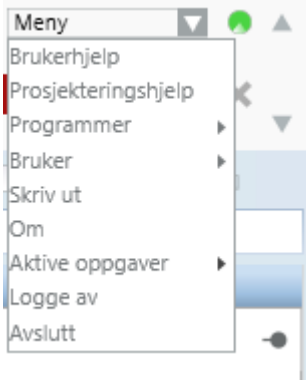 Meny
Brukerhjelp
Prosjekteringshjelp
Programmer
Bruker
Skriv ut
Om
Aktive oppgaver
Logge av
Avslutt